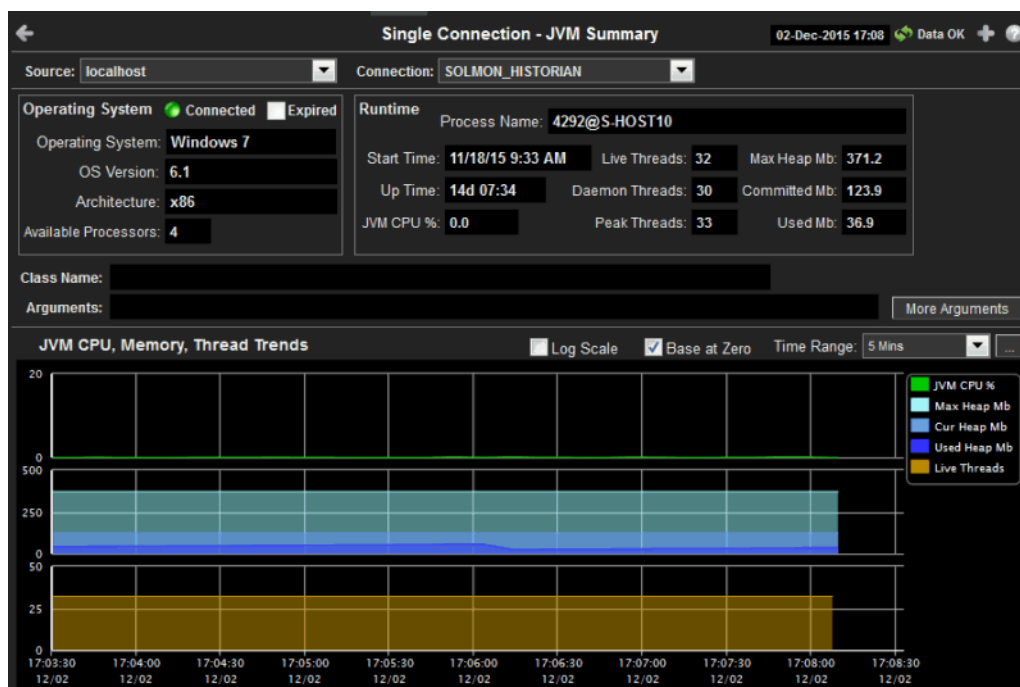 Single Connection - JVM Summary 02-Dec-2015 17:08 Data OK
Source: localhost Connection: SOLMON_HISTORIAN
Operating System Connected Expired
Operating System: Windows 7
OS Version: 6.1
Architecture: x86
Available Processors: 4
Runtime
Process Name: 4292@S-HOST10
Start Time: 11/18/15 9:33 AM Live Threads: 32 Max Heap Mb: 371.2
Up Time: 14d 07:34 Daemon Threads: 30 Committed Mb: 123.9
JVM CPU %: 0.0 Peak Threads: 33 Used Mb: 36.9
Class Name:
Arguments: More Arguments
JVM CPU, Memory, Thread Trends Log Scale Base at Zero Time Range: 5 Mins ...
20
0
500
250
0
50
25
0
JVM CPU %
Max Heap Mb
Cur Heap Mb
Used Heap Mb
Live Threads
17:03:30 17:04:00 17:04:30 17:05:00 17:05:30 17:06:00 17:06:30 17:07:00 17:07:30 17:08:00 17:08:30
12/02 12/02 12/02 12/02 12/02 12/02 12/02 12/02 12/02 12/02 12/02